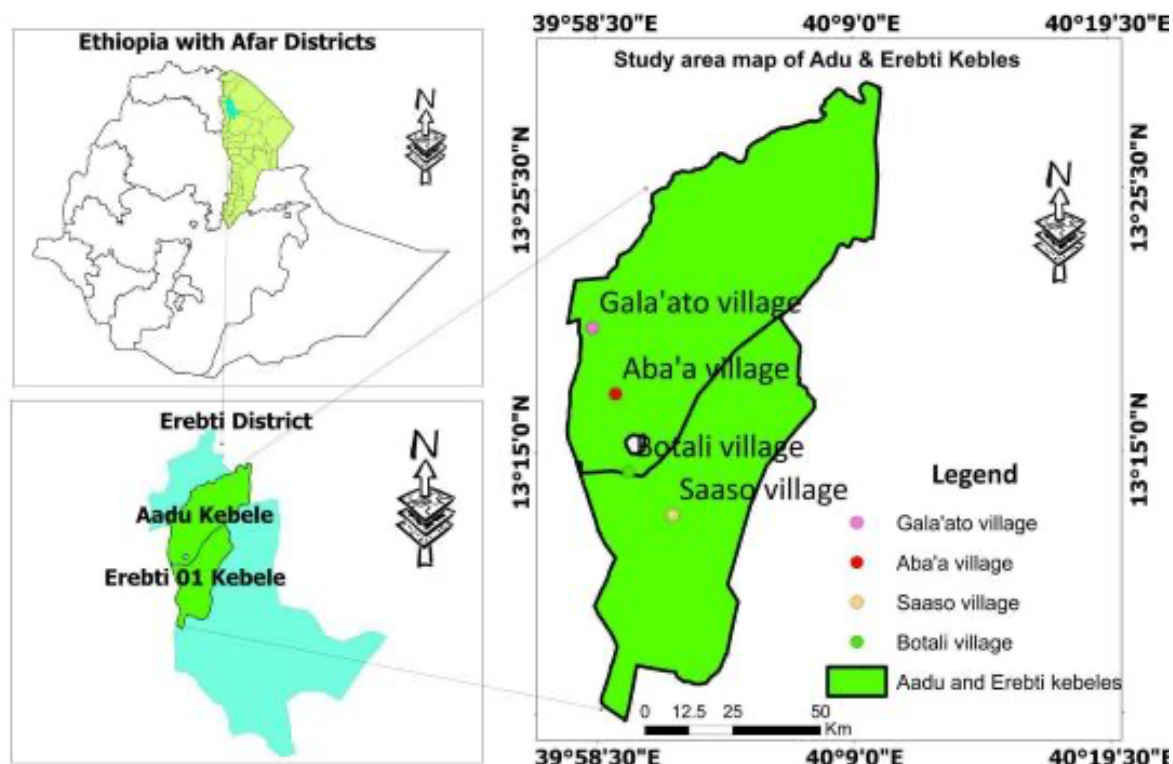 Ethiopia with Afar Districts
N
Erebti District
N
Aadu Kebele
Erebti 01 Kebele
39°58'30"E 40°9'0"E 40°19'30"E
Study area map of Adu & Erebti Kebles
N
13°25'30"N
13°25'30"N
13°15'0"N
13°15'0"N
Gala'ato village
Aba'a village
Botali village
Saaso village
Legend
Gala'ato village
Aba'a village
Saaso village
Botali village
Aadu and Erebti kebeles
0 12.5 25 50
Km
39°58'30"E 40°9'0"E 40°19'30"E